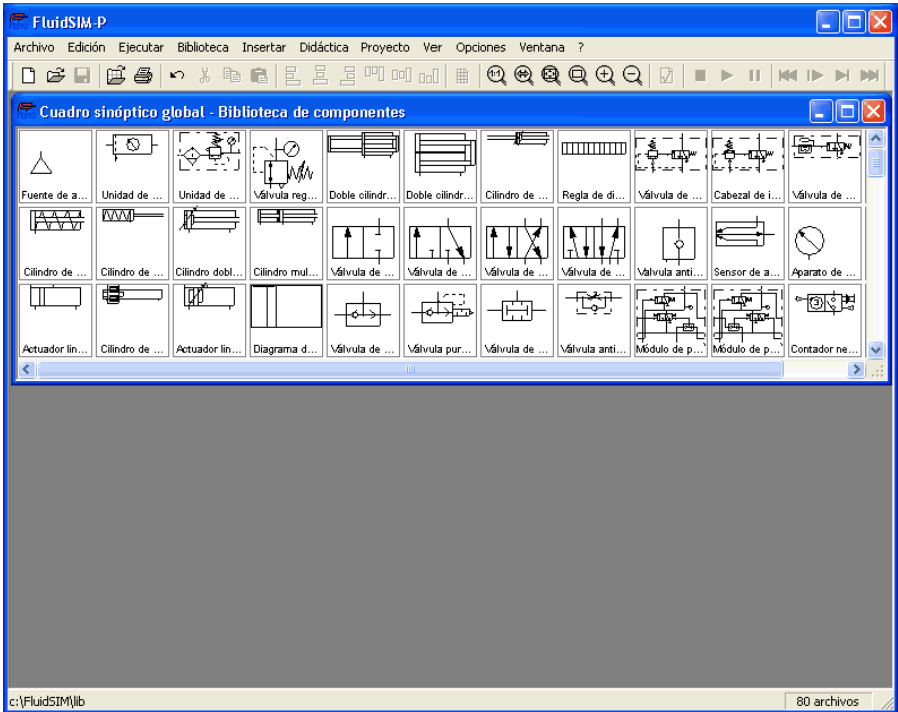 FluidSIM-P
Archivo Edición Ejecutar Biblioteca Insertar Didáctica Proyecto Ver Opciones Ventana ?
Cuadro sinóptico global - Biblioteca de componentes
Fuente de a... Unidad de ... Unidad de ... Válvula reg... Doble cilindr... Doble cilindr... Cilindro de ... Regla de di... Válvula de ... Cabezal de i... Válvula de ...
Cilindro de ... Cilindro de ... Cilindro dobl... Cilindro mul... Válvula de ... Válvula de ... Válvula de ... Válvula de ... Valvula anti... Sensor de a... Aparato de ...
Actuador lin... Cilindro de ... Actuador lin... Diagrama d... Válvula de ... Válvula pur... Válvula de ... Válvula anti... Módulo de p... Módulo de p... Contador ne...
c:\FluidSIM\lib 80 archivos